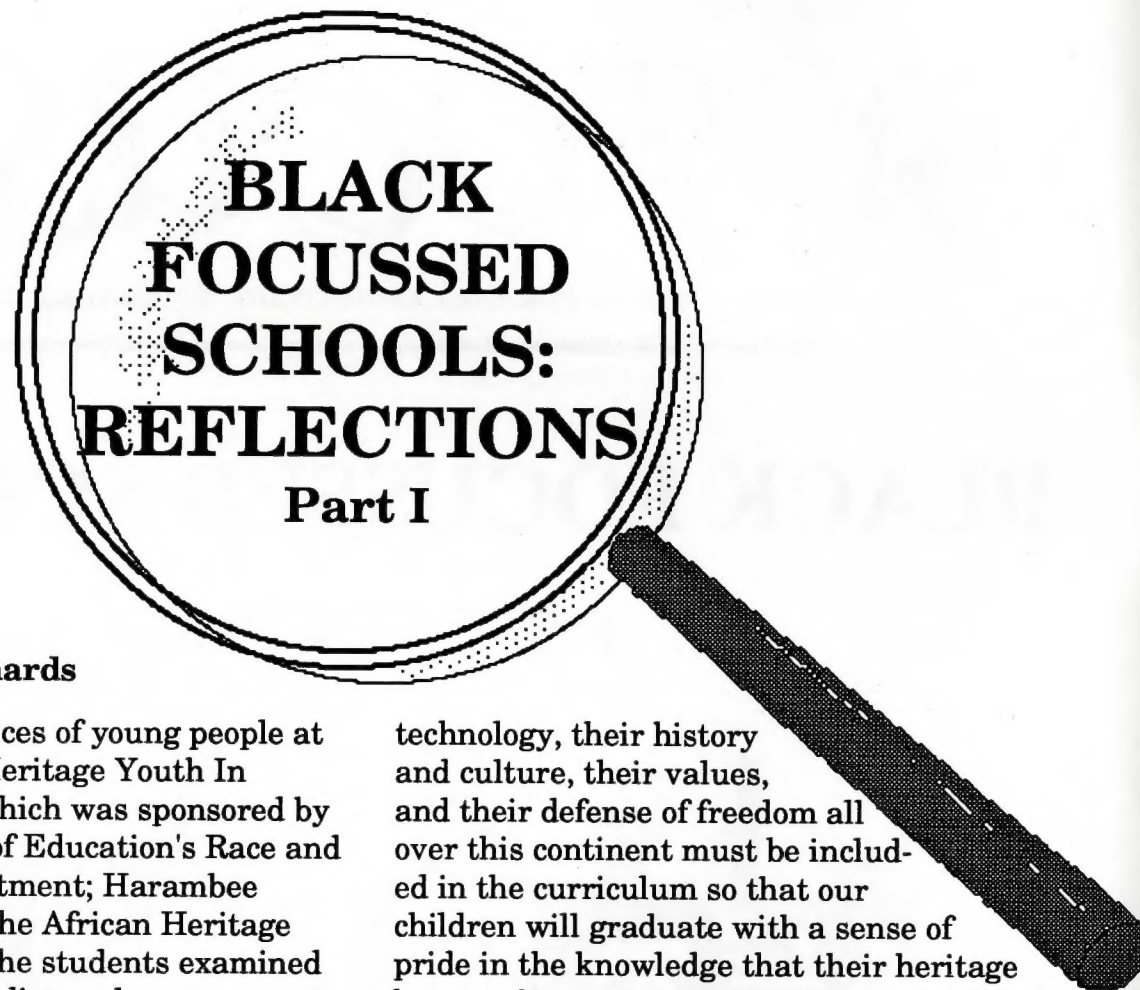 BLACK
FOCUSSED
SCHOOLS:
REFLECTIONS
Part I
ards
ces of young people at
eritage Youth In
hich was sponsored by
of Education's Race and
tment; Harambee
he African Heritage
he students examined
technology, their history
and culture, their values,
and their defense of freedom all
over this continent must be includ-
ed in the curriculum so that our
children will graduate with a sense of
pride in the knowledge that their heritage